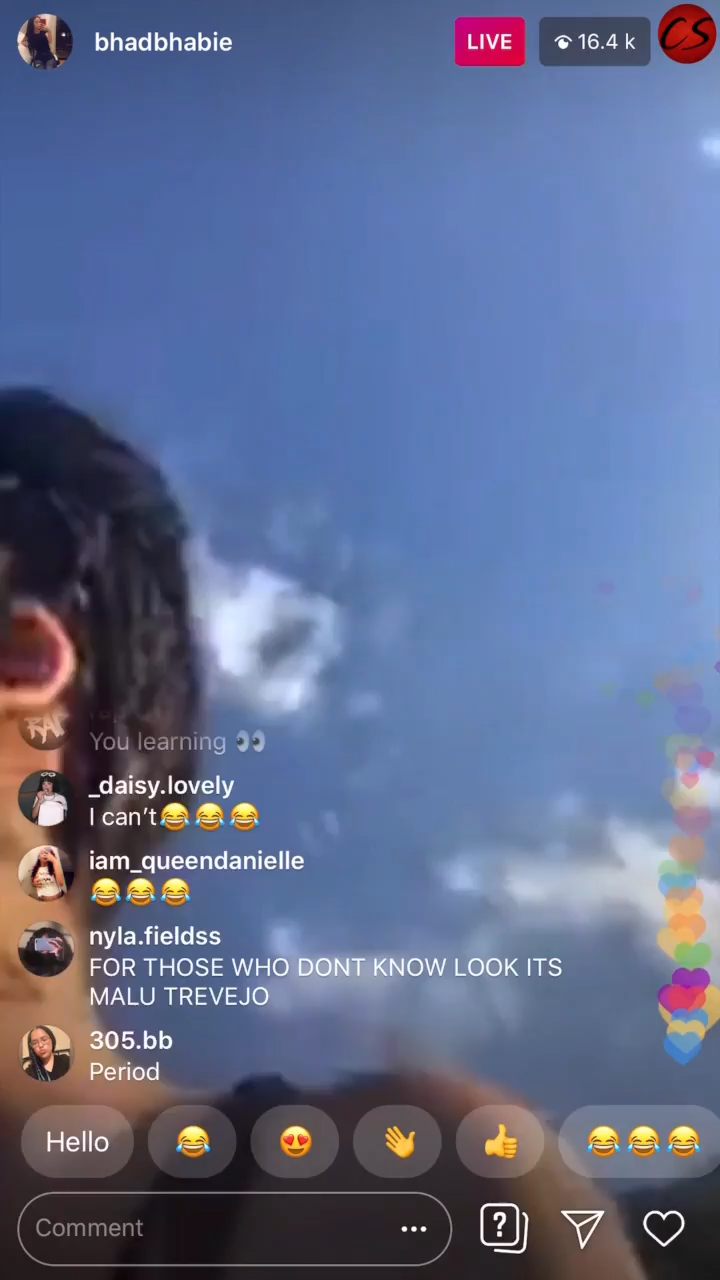 bhadbhabie
LIVE
16.4 k
CS
RAP
You learning 👀
_daisy.lovely
I can't😂😂😂
iam_queendanielle
😂😂😂
nyla.fieldss
FOR THOSE WHO DONT KNOW LOOK ITS
MALU TREVEJO
305.bb
Period
Hello 😂 😍 👋 👍 😂😂😂
Comment